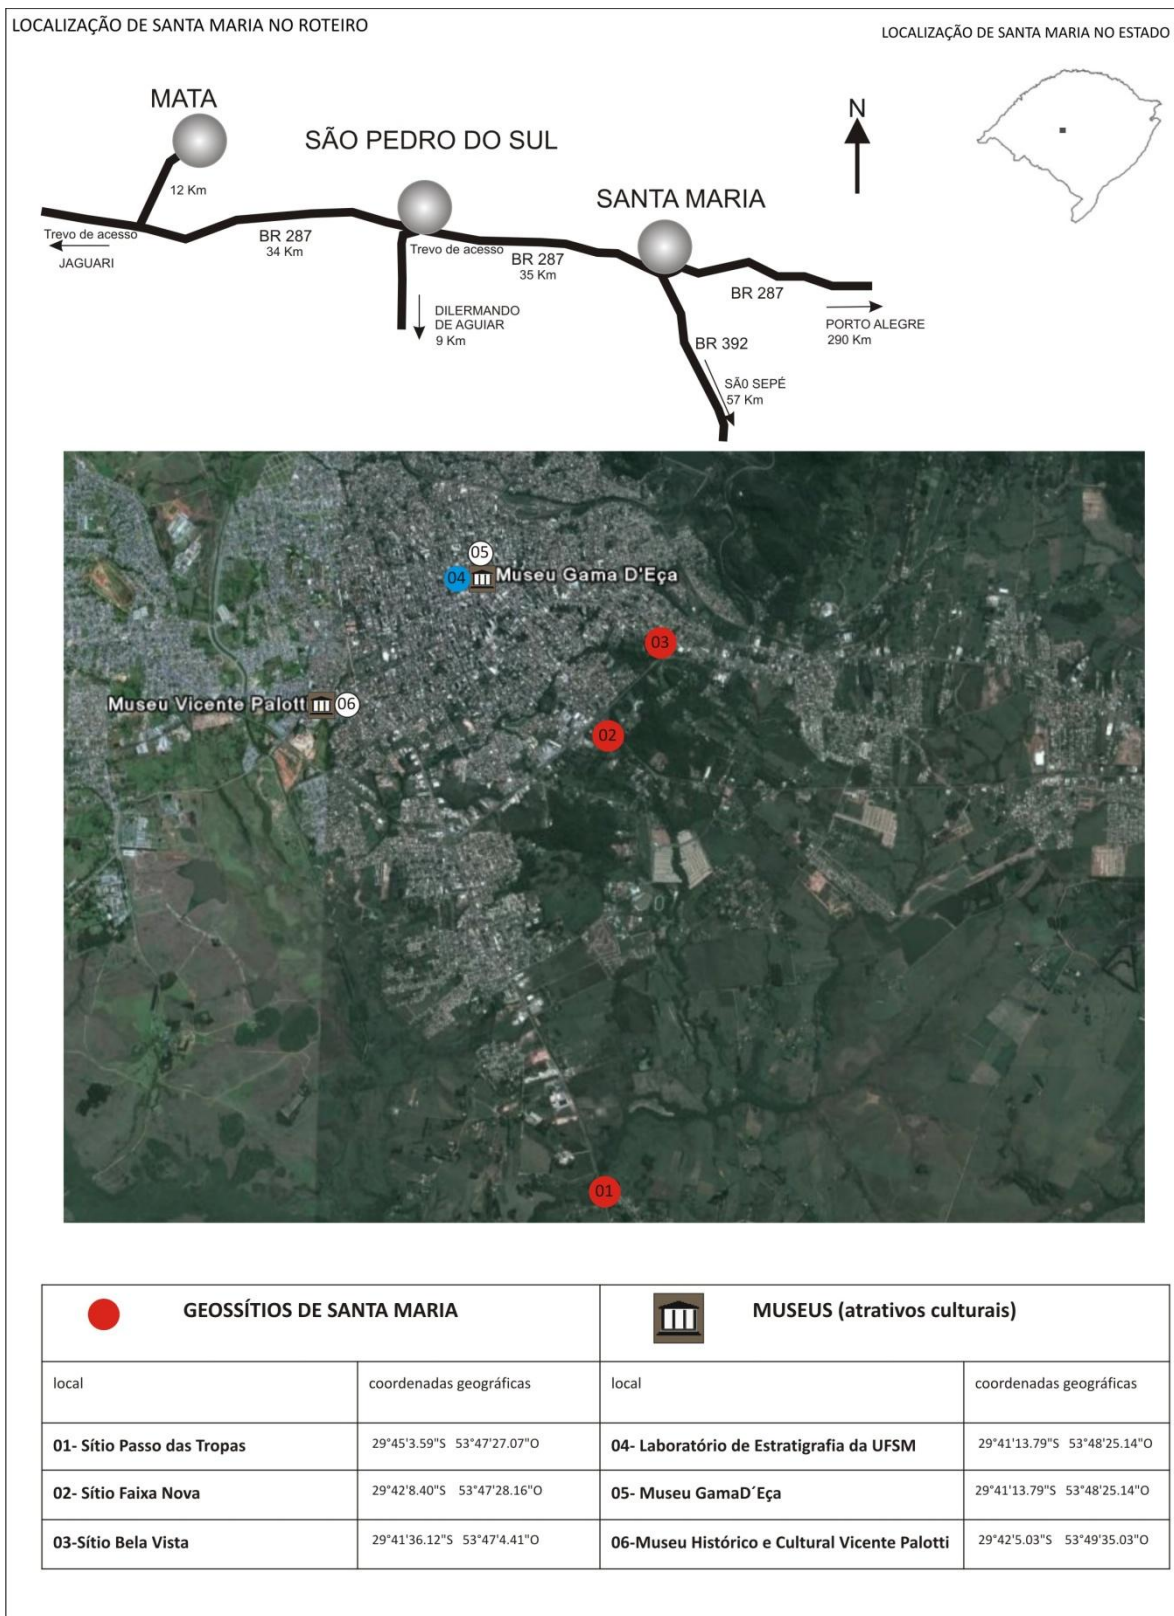 LOCALIZAÇÃO DE SANTA MARIA NO ROTEIRO
LOCALIZAÇÃO DE SANTA MARIA NO ESTADO
MATA
SÃO PEDRO DO SUL
SANTA MARIA
N
12 Km
Trevo de acesso
JAGUARI
BR 287
34 Km
Trevo de acesso
BR 287
35 Km
DILERMANDO
DE AGUIAR
9 Km
BR 287
PORTO ALEGRE
290 Km
BR 392
SÃ0 SEPÉ
57 Km
05
04
Museu Gama D'Eça
03
Museu Vicente Palotti
06
02
01
GEOSSÍTIOS DE SANTA MARIA
MUSEUS (atrativos culturais)
local
coordenadas geográficas
local
coordenadas geográficas
01- Sítio Passo das Tropas
29°45'3.59"S 53°47'27.07"O
04- Laboratório de Estratigrafia da UFSM
29°41'13.79"S 53°48'25.14"O
02- Sítio Faixa Nova
29°42'8.40"S 53°47'28.16"O
05- Museu GamaD´Eça
29°41'13.79"S 53°48'25.14"O
03-Sítio Bela Vista
29°41'36.12"S 53°47'4.41"O
06-Museu Histórico e Cultural Vicente Palotti
29°42'5.03"S 53°49'35.03"O